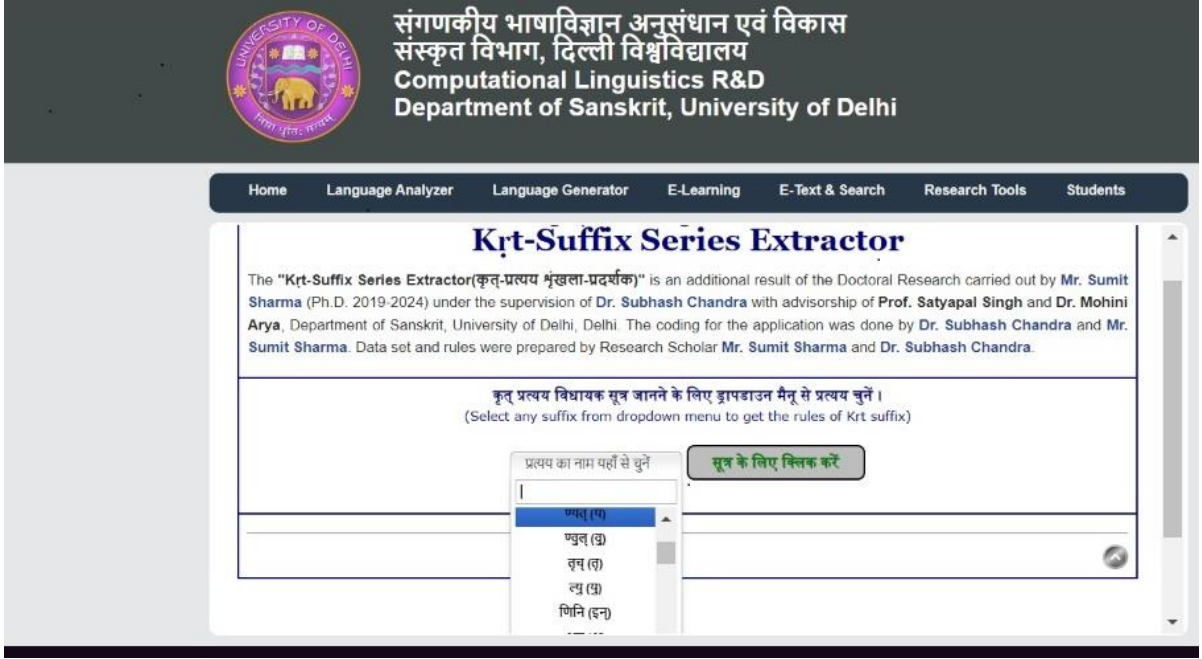 UNIVERSITY OF DELHI
संगणकीय भाषाविज्ञान अनुसंधान एवं विकास
संस्कृत विभाग, दिल्ली विश्वविद्यालय
Computational Linguistics R&D
Department of Sanskrit, University of Delhi
Home Language Analyzer Language Generator E-Learning E-Text & Search Research Tools Students
Kṛt-Suffix Series Extractor
The "Kṛt-Suffix Series Extractor(कृत्-प्रत्यय शृंखला-प्रदर्शक)" is an additional result of the Doctoral Research carried out by Mr. Sumit
Sharma (Ph.D. 2019-2024) under the supervision of Dr. Subhash Chandra with advisorship of Prof. Satyapal Singh and Dr. Mohini
Arya, Department of Sanskrit, University of Delhi, Delhi. The coding for the application was done by Dr. Subhash Chandra and Mr.
Sumit Sharma. Data set and rules were prepared by Research Scholar Mr. Sumit Sharma and Dr. Subhash Chandra.
कृत् प्रत्यय विधायक सूत्र जानने के लिए ड्रापडाउन मैनू से प्रत्यय चुनें ।
(Select any suffix from dropdown menu to get the rules of Kṛt suffix)
प्रत्यय का नाम यहाँ से चुनें सूत्र के लिए क्लिक करें
ण्यत् (य)
ण्वुल् (वु)
तृच् (तृ)
ल्यु (यु)
णिनि (इन्)